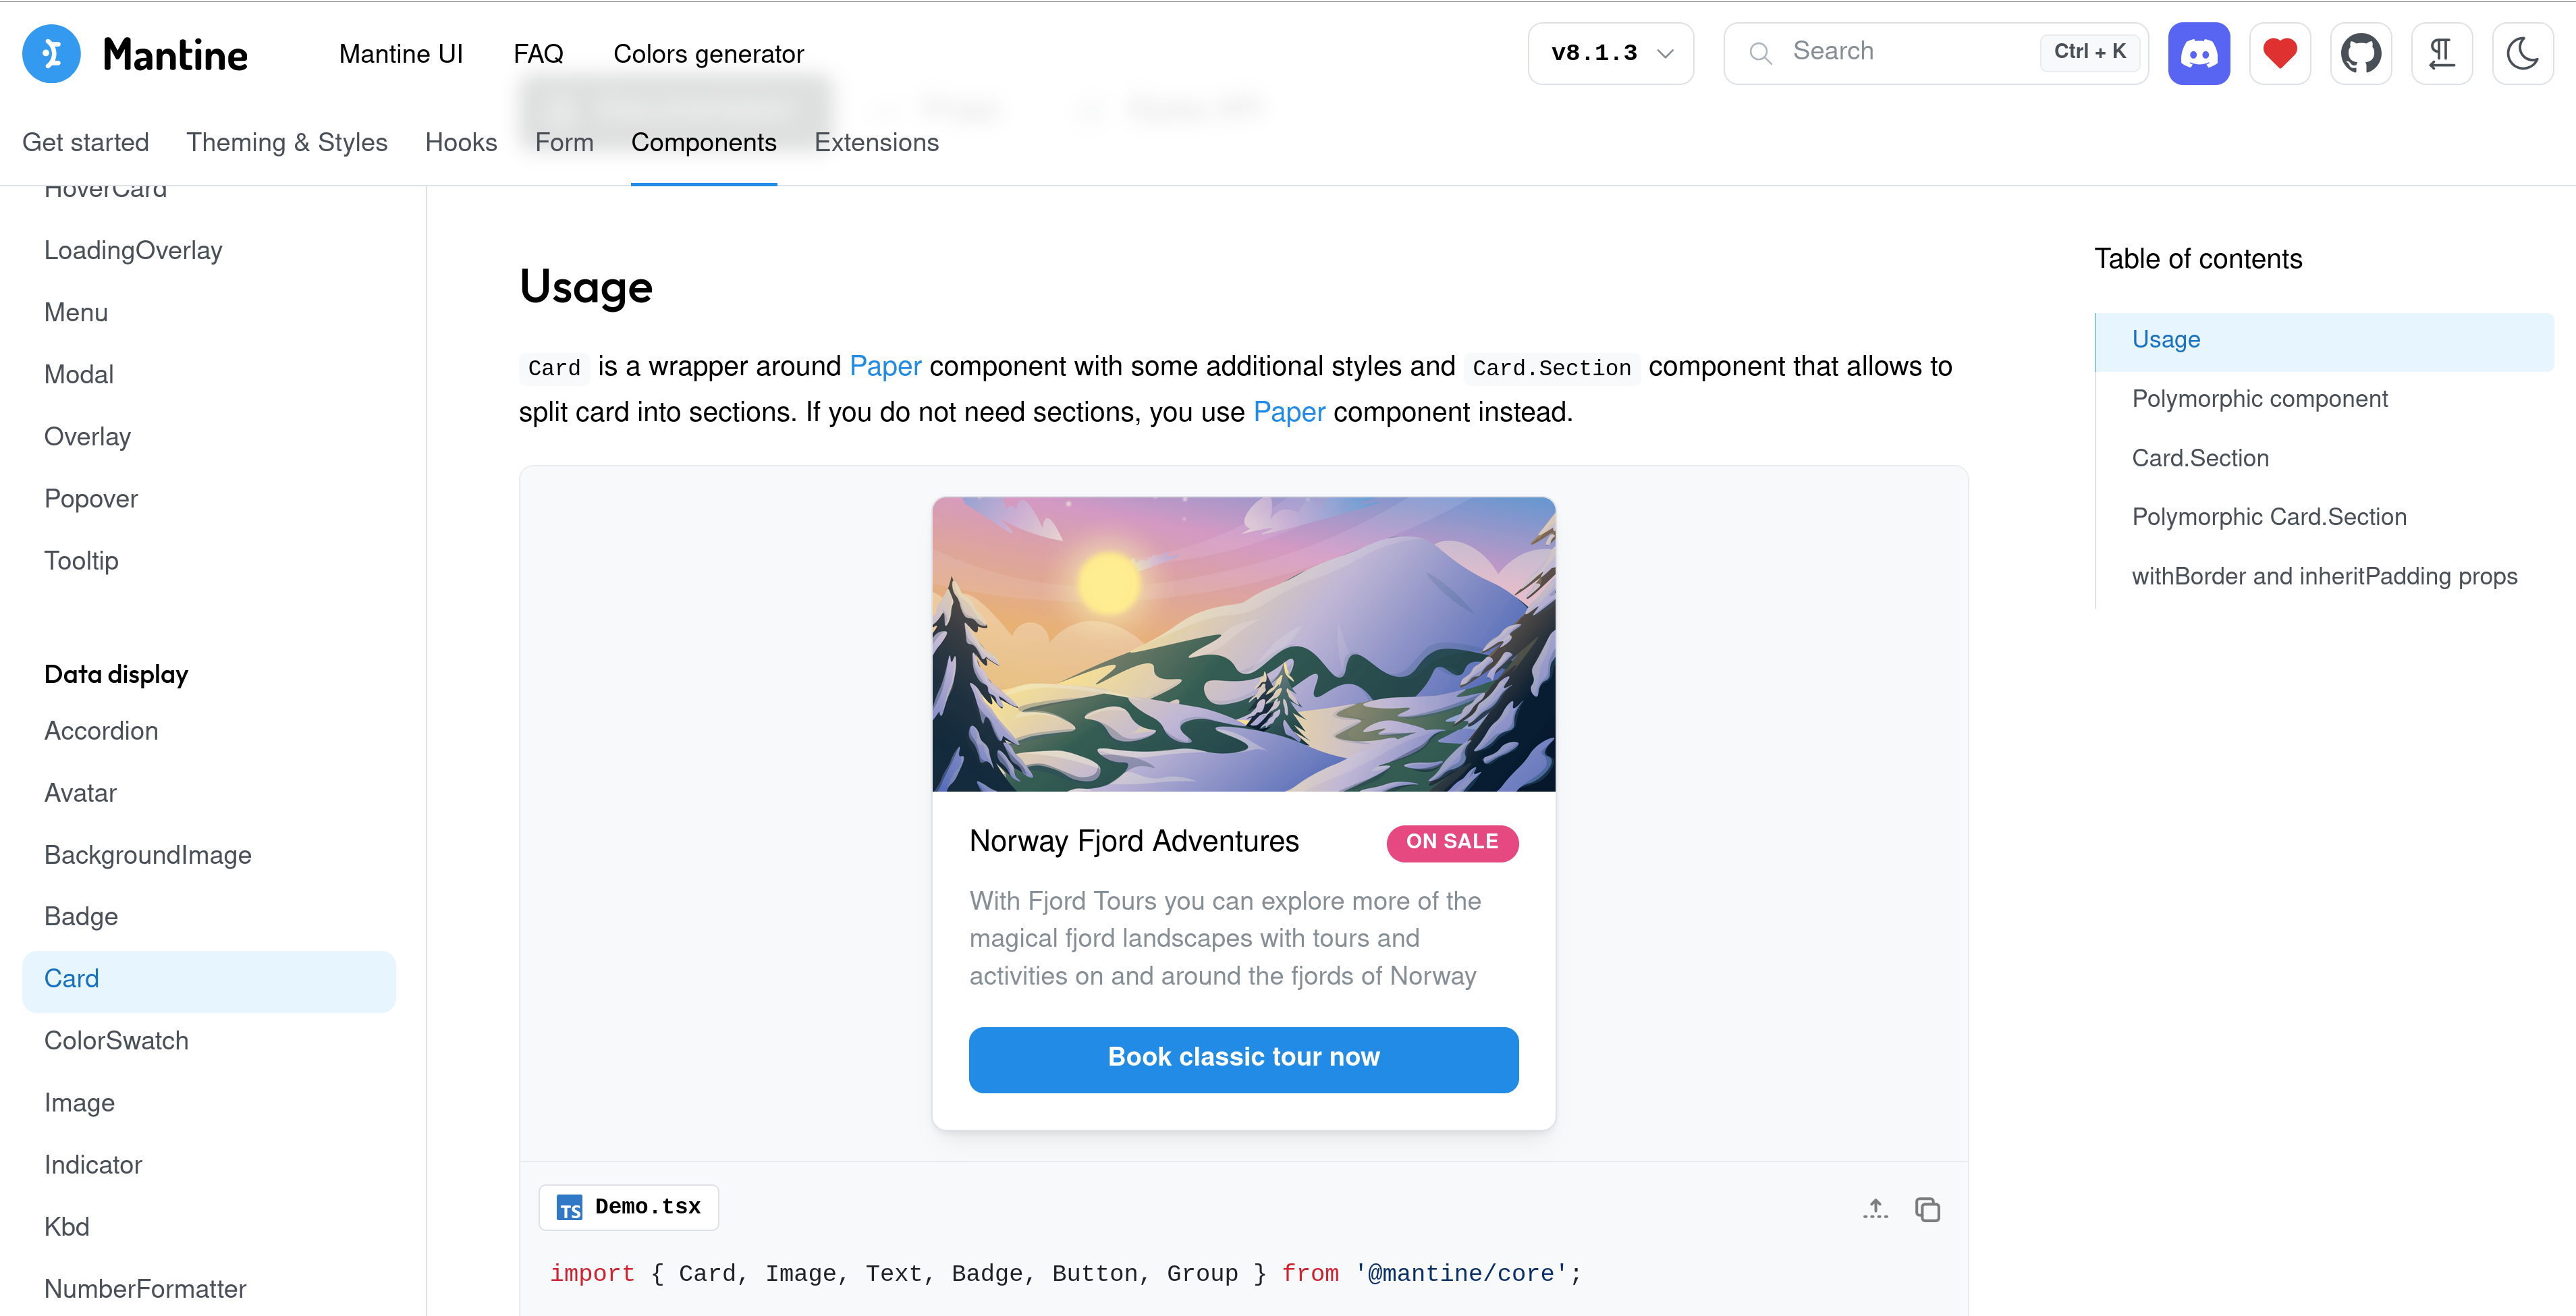 Mantine
Mantine UI
FAQ
Colors generator
v8.1.3
Search
Ctrl + K
Get started
Theming & Styles
Hooks
Form
Components
Extensions
HoverCard
LoadingOverlay
Menu
Modal
Overlay
Popover
Tooltip
Data display
Accordion
Avatar
BackgroundImage
Badge
Card
ColorSwatch
Image
Indicator
Kbd
NumberFormatter
Usage
Card is a wrapper around Paper component with some additional styles and Card.Section component that allows to
split card into sections. If you do not need sections, you use Paper component instead.
Norway Fjord Adventures
ON SALE
With Fjord Tours you can explore more of the
magical fjord landscapes with tours and
activities on and around the fjords of Norway
Book classic tour now
TS Demo.tsx
import { Card, Image, Text, Badge, Button, Group } from '@mantine/core';
Table of contents
Usage
Polymorphic component
Card.Section
Polymorphic Card.Section
withBorder and inheritPadding props